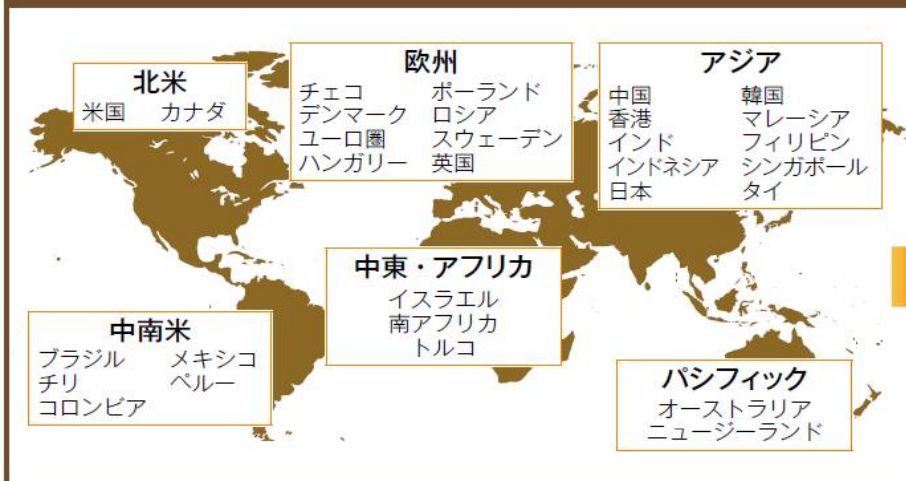 北米
米国 カナダ
欧州
チェコ ポーランド
デンマーク ロシア
ユーロ圏 スウェーデン
ハンガリー 英国
アジア
中国 韓国
香港 マレーシア
インド フィリピン
インドネシア シンガポール
日本 タイ
中東・アフリカ
イスラエル
南アフリカ
トルコ
中南米
ブラジル メキシコ
チリ ペルー
コロンビア
パシフィック
オーストラリア
ニュージーランド